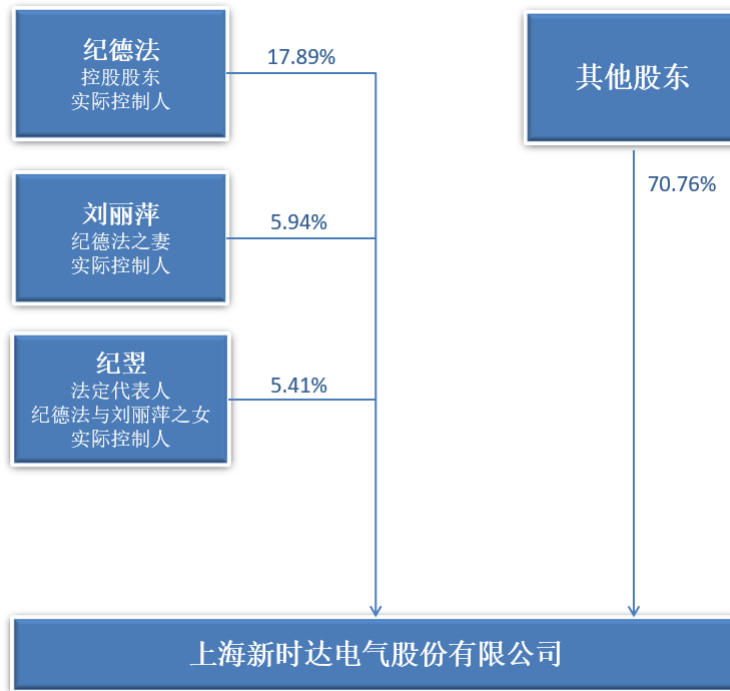 纪德法
控股股东
实际控制人
17.89%
其他股东
70.76%
刘丽萍
纪德法之妻
实际控制人
5.94%
纪翌
法定代表人
纪德法与刘丽萍之女
实际控制人
5.41%
上海新时达电气股份有限公司